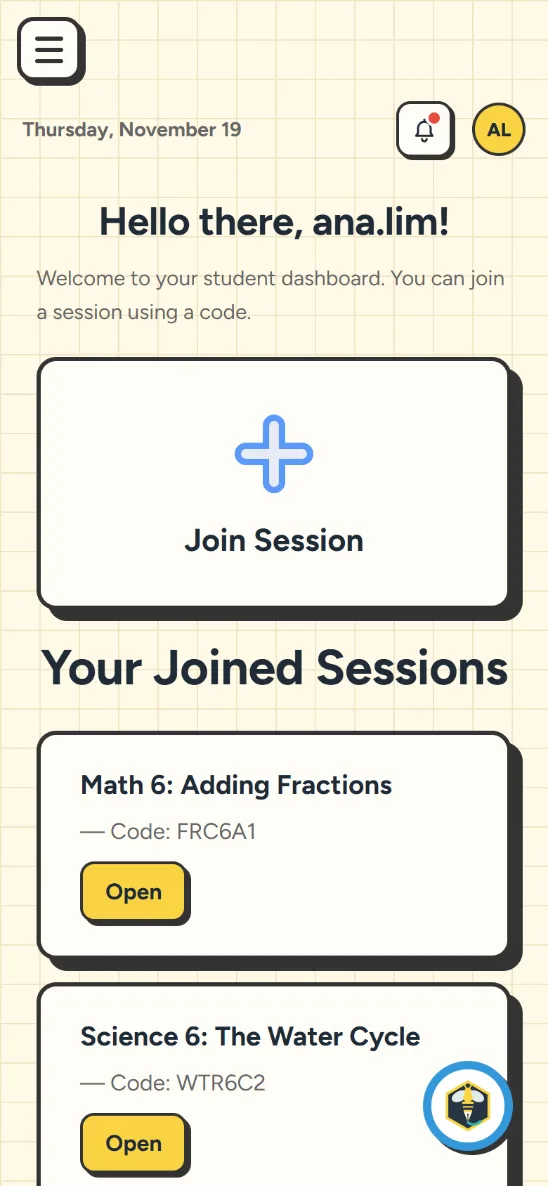 Thursday, November 19
AL
Hello there, ana.lim!
Welcome to your student dashboard. You can join
a session using a code.
Join Session
Your Joined Sessions
Math 6: Adding Fractions
— Code: FRC6A1
Open
Science 6: The Water Cycle
— Code: WTR6C2
Open